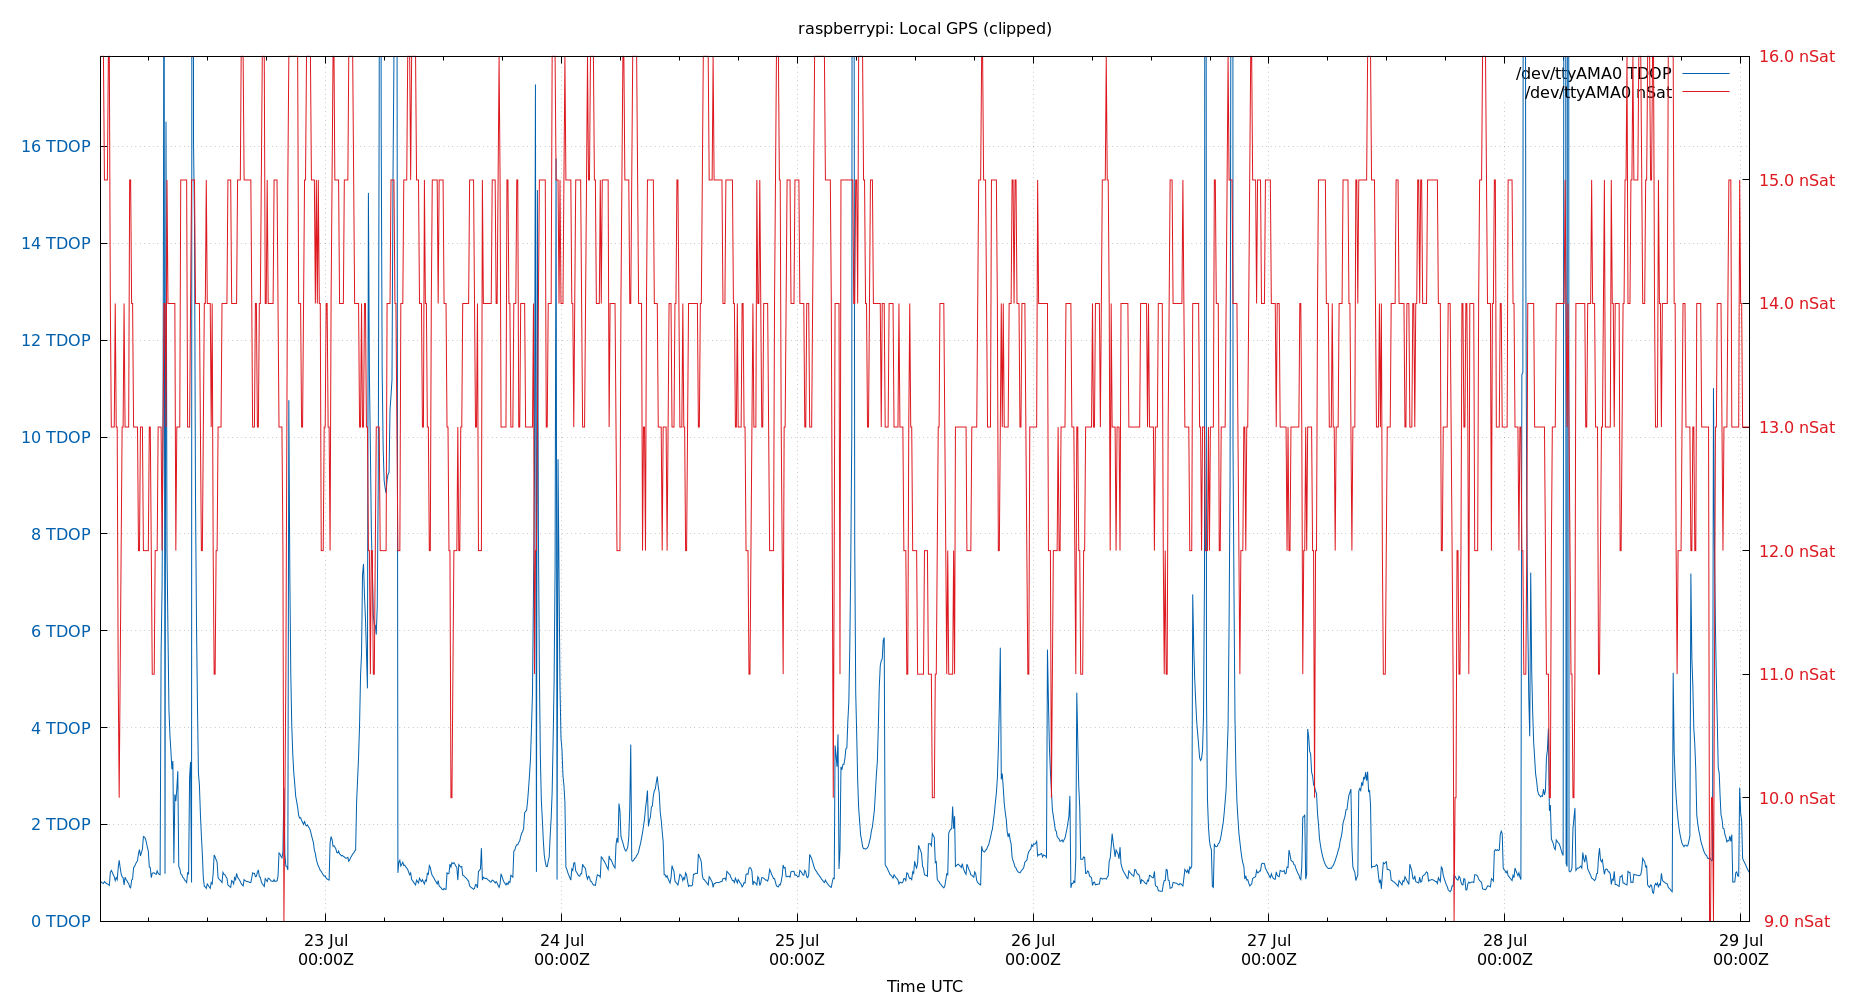 raspberrypi: Local GPS (clipped)
/dev/ttyAMA0 TDOP
/dev/ttyAMA0 nSat
16 TDOP
14 TDOP
12 TDOP
10 TDOP
8 TDOP
6 TDOP
4 TDOP
2 TDOP
0 TDOP
16.0 nSat
15.0 nSat
14.0 nSat
13.0 nSat
12.0 nSat
11.0 nSat
10.0 nSat
9.0 nSat
23 Jul
00:00Z
24 Jul
00:00Z
25 Jul
00:00Z
26 Jul
00:00Z
27 Jul
00:00Z
28 Jul
00:00Z
29 Jul
00:00Z
Time UTC